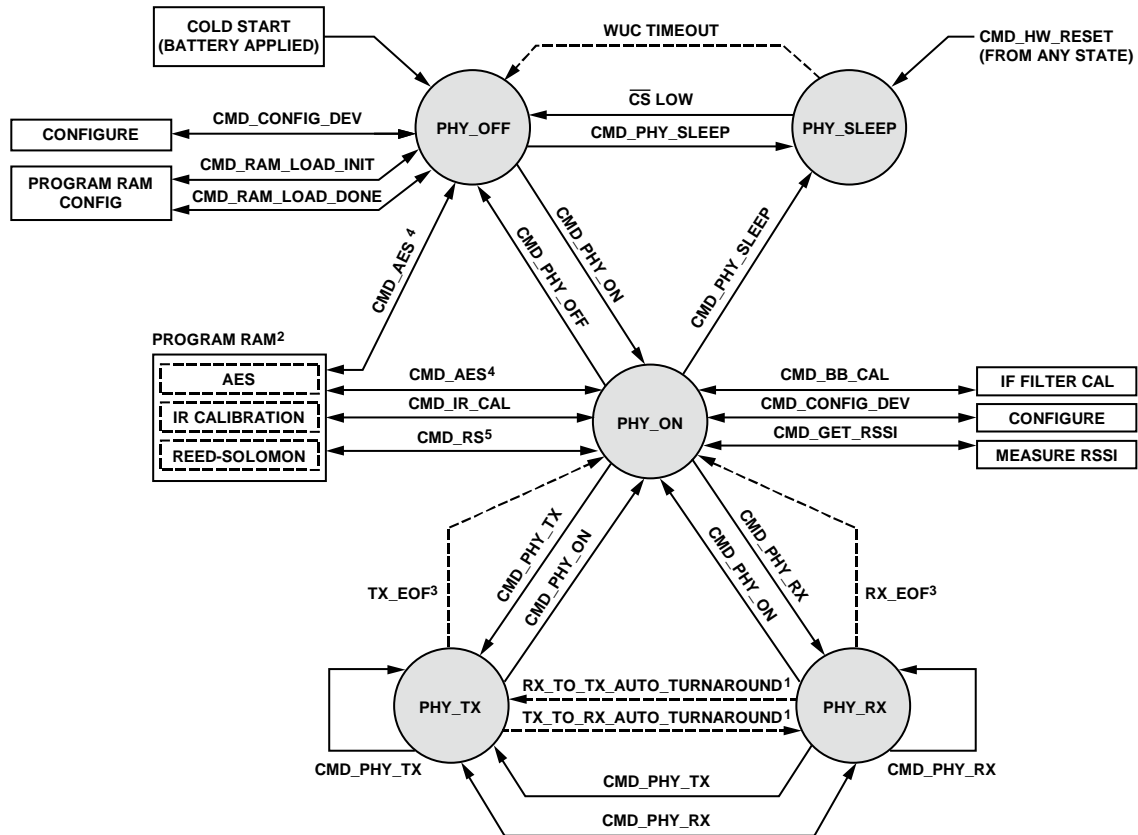 COLD START
(BATTERY APPLIED)
WUC TIMEOUT
CMD_HW_RESET
(FROM ANY STATE)
CS LOW
CMD_PHY_SLEEP
PHY_OFF
PHY_SLEEP
CONFIGURE
CMD_CONFIG_DEV
CMD_RAM_LOAD_INIT
PROGRAM RAM
CONFIG
CMD_RAM_LOAD_DONE
CMD_AES 4
CMD_PHY_OFF
CMD_PHY_ON
CMD_PHY_SLEEP
PROGRAM RAM2
AES
IR CALIBRATION
REED-SOLOMON
CMD_AES4
CMD_IR_CAL
CMD_RS5
PHY_ON
CMD_BB_CAL
CMD_CONFIG_DEV
CMD_GET_RSSI
IF FILTER CAL
CONFIGURE
MEASURE RSSI
TX_EOF3
CMD_PHY_TX
CMD_PHY_ON
CMD_PHY_ON
CMD_PHY_RX
RX_EOF3
PHY_TX
RX_TO_TX_AUTO_TURNAROUND1
TX_TO_RX_AUTO_TURNAROUND1
PHY_RX
CMD_PHY_TX
CMD_PHY_TX
CMD_PHY_RX
CMD_PHY_RX